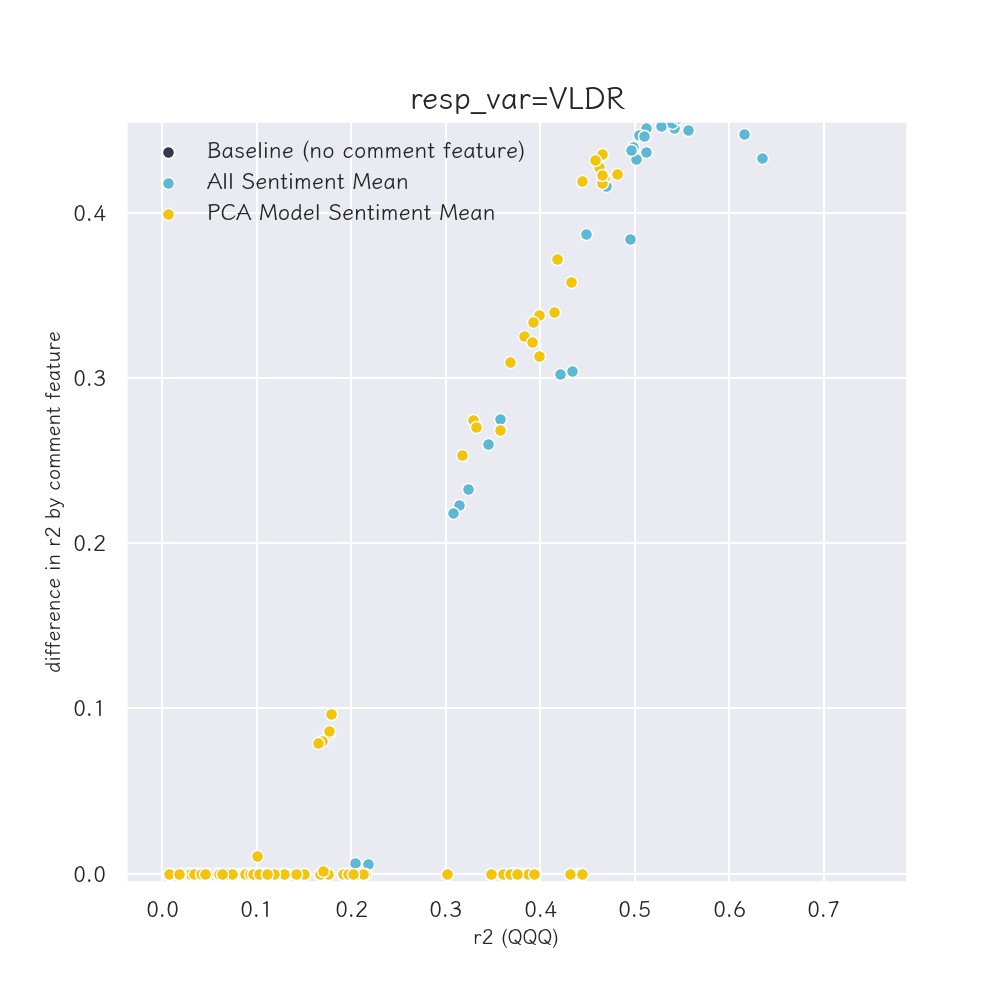 resp_var=VLDR
Baseline (no comment feature)
All Sentiment Mean
PCA Model Sentiment Mean
difference in r2 by comment feature
0.4
0.3
0.2
0.1
0.0
0.0 0.1 0.2 0.3 0.4 0.5 0.6 0.7
r2 (QQQ)